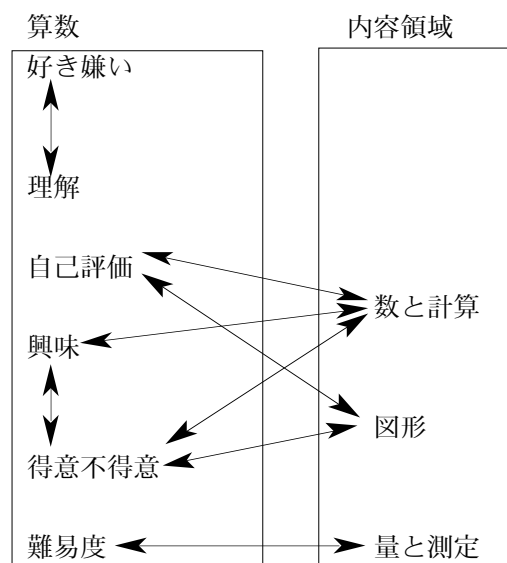 算数
内容領域
好き嫌い
理解
自己評価
数と計算
興味
図形
得意不得意
難易度
量と測定